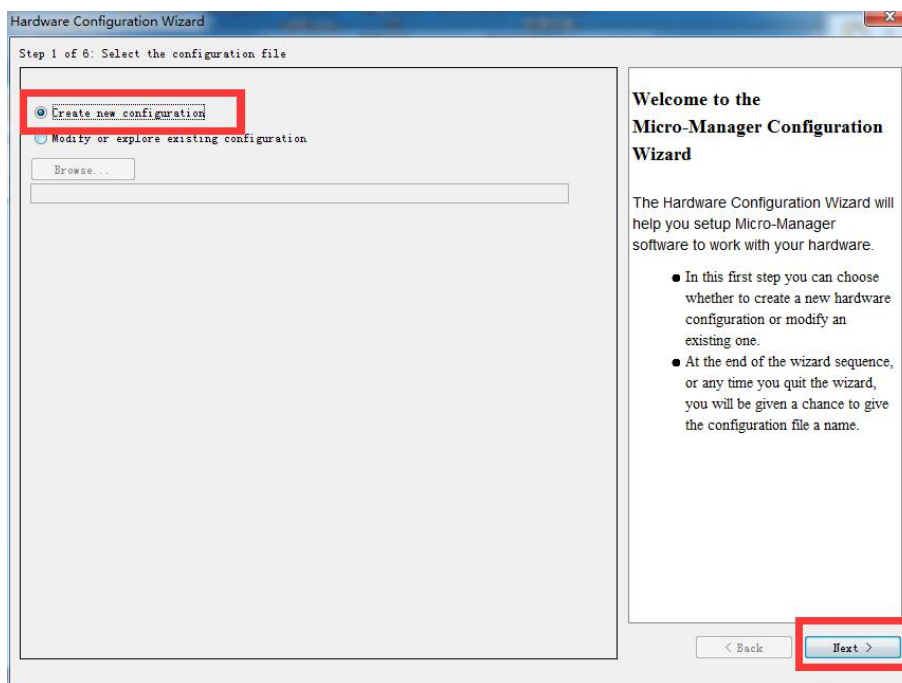 Hardware Configuration Wizard
Step 1 of 6: Select the configuration file
Create new configuration
Modify or explore existing configuration
Browse...
Welcome to the
Micro-Manager Configuration
Wizard
The Hardware Configuration Wizard will
help you setup Micro-Manager
software to work with your hardware.
● In this first step you can choose
whether to create a new hardware
configuration or modify an
existing one.
● At the end of the wizard sequence,
or any time you quit the wizard,
you will be given a chance to give
the configuration file a name.
< Back
Next >